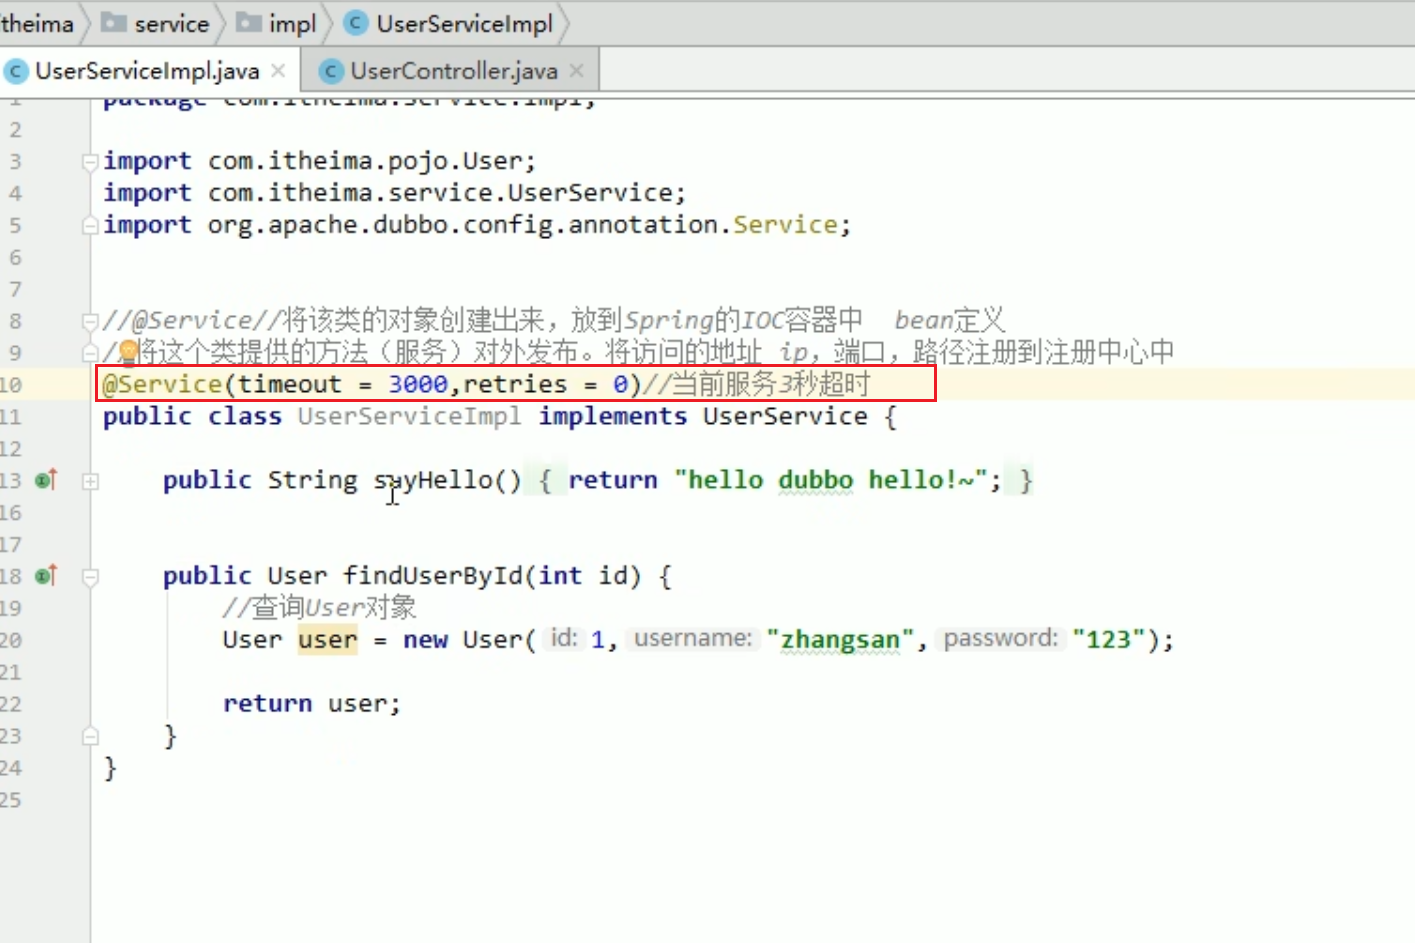 itheima service impl UserServiceImpl
UserServiceImpl.java UserController.java
1 package com.itheima.service.impl;
2
3 import com.itheima.pojo.User;
4 import com.itheima.service.UserService;
5 import org.apache.dubbo.config.annotation.Service;
6
7
8 //@Service//将该类的对象创建出来，放到Spring的IOC容器中 bean定义
9 /将这个类提供的方法（服务）对外发布。将访问的地址 ip，端口，路径注册到注册中心中
10 @Service(timeout = 3000,retries = 0)//当前服务3秒超时
11 public class UserServiceImpl implements UserService {
12
13 public String sayHello() { return "hello dubbo hello!~"; }
16
17
18 public User findUserById(int id) {
19 //查询User对象
20 User user = new User( id: 1, username: "zhangsan", password: "123");
21
22 return user;
23 }
24 }
25